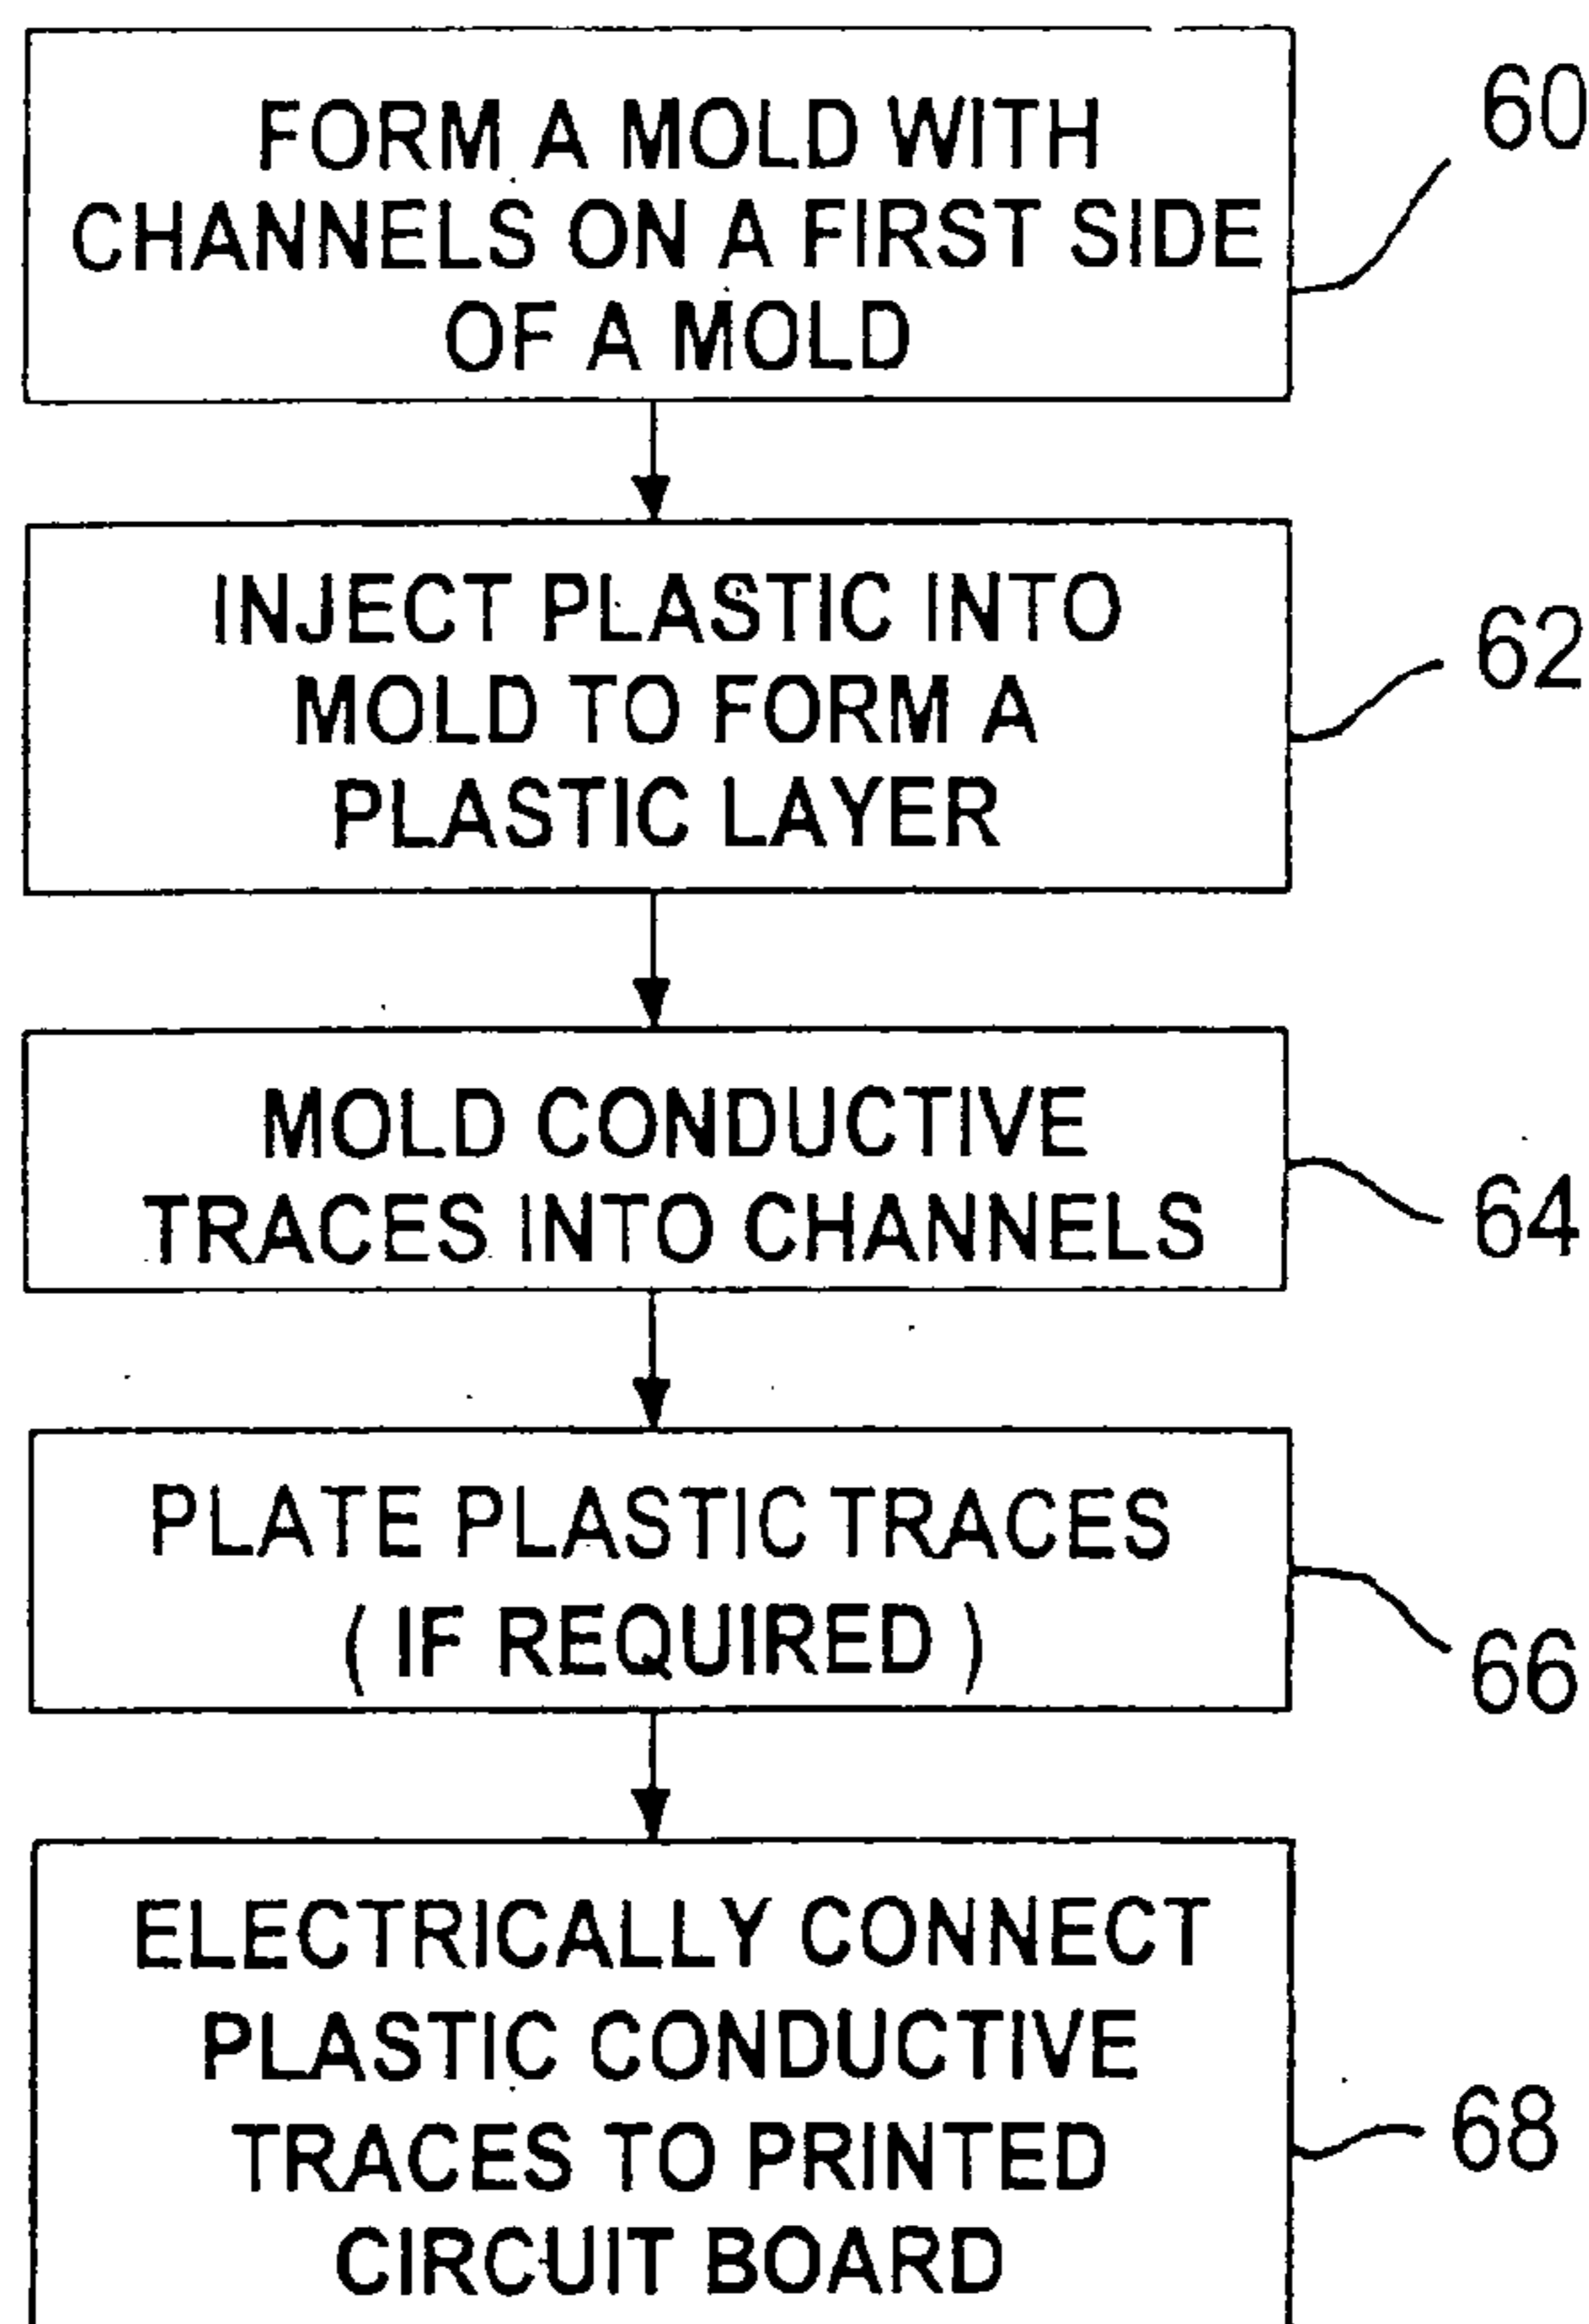 FORM A MOLD WITH
CHANNELS ON A FIRST SIDE
OF A MOLD
60
INJECT PLASTIC INTO
MOLD TO FORM A
PLASTIC LAYER
62
MOLD CONDUCTIVE
TRACES INTO CHANNELS
64
PLATE PLASTIC TRACES
( IF REQUIRED )
66
ELECTRICALLY CONNECT
PLASTIC CONDUCTIVE
TRACES TO PRINTED
CIRCUIT BOARD
68